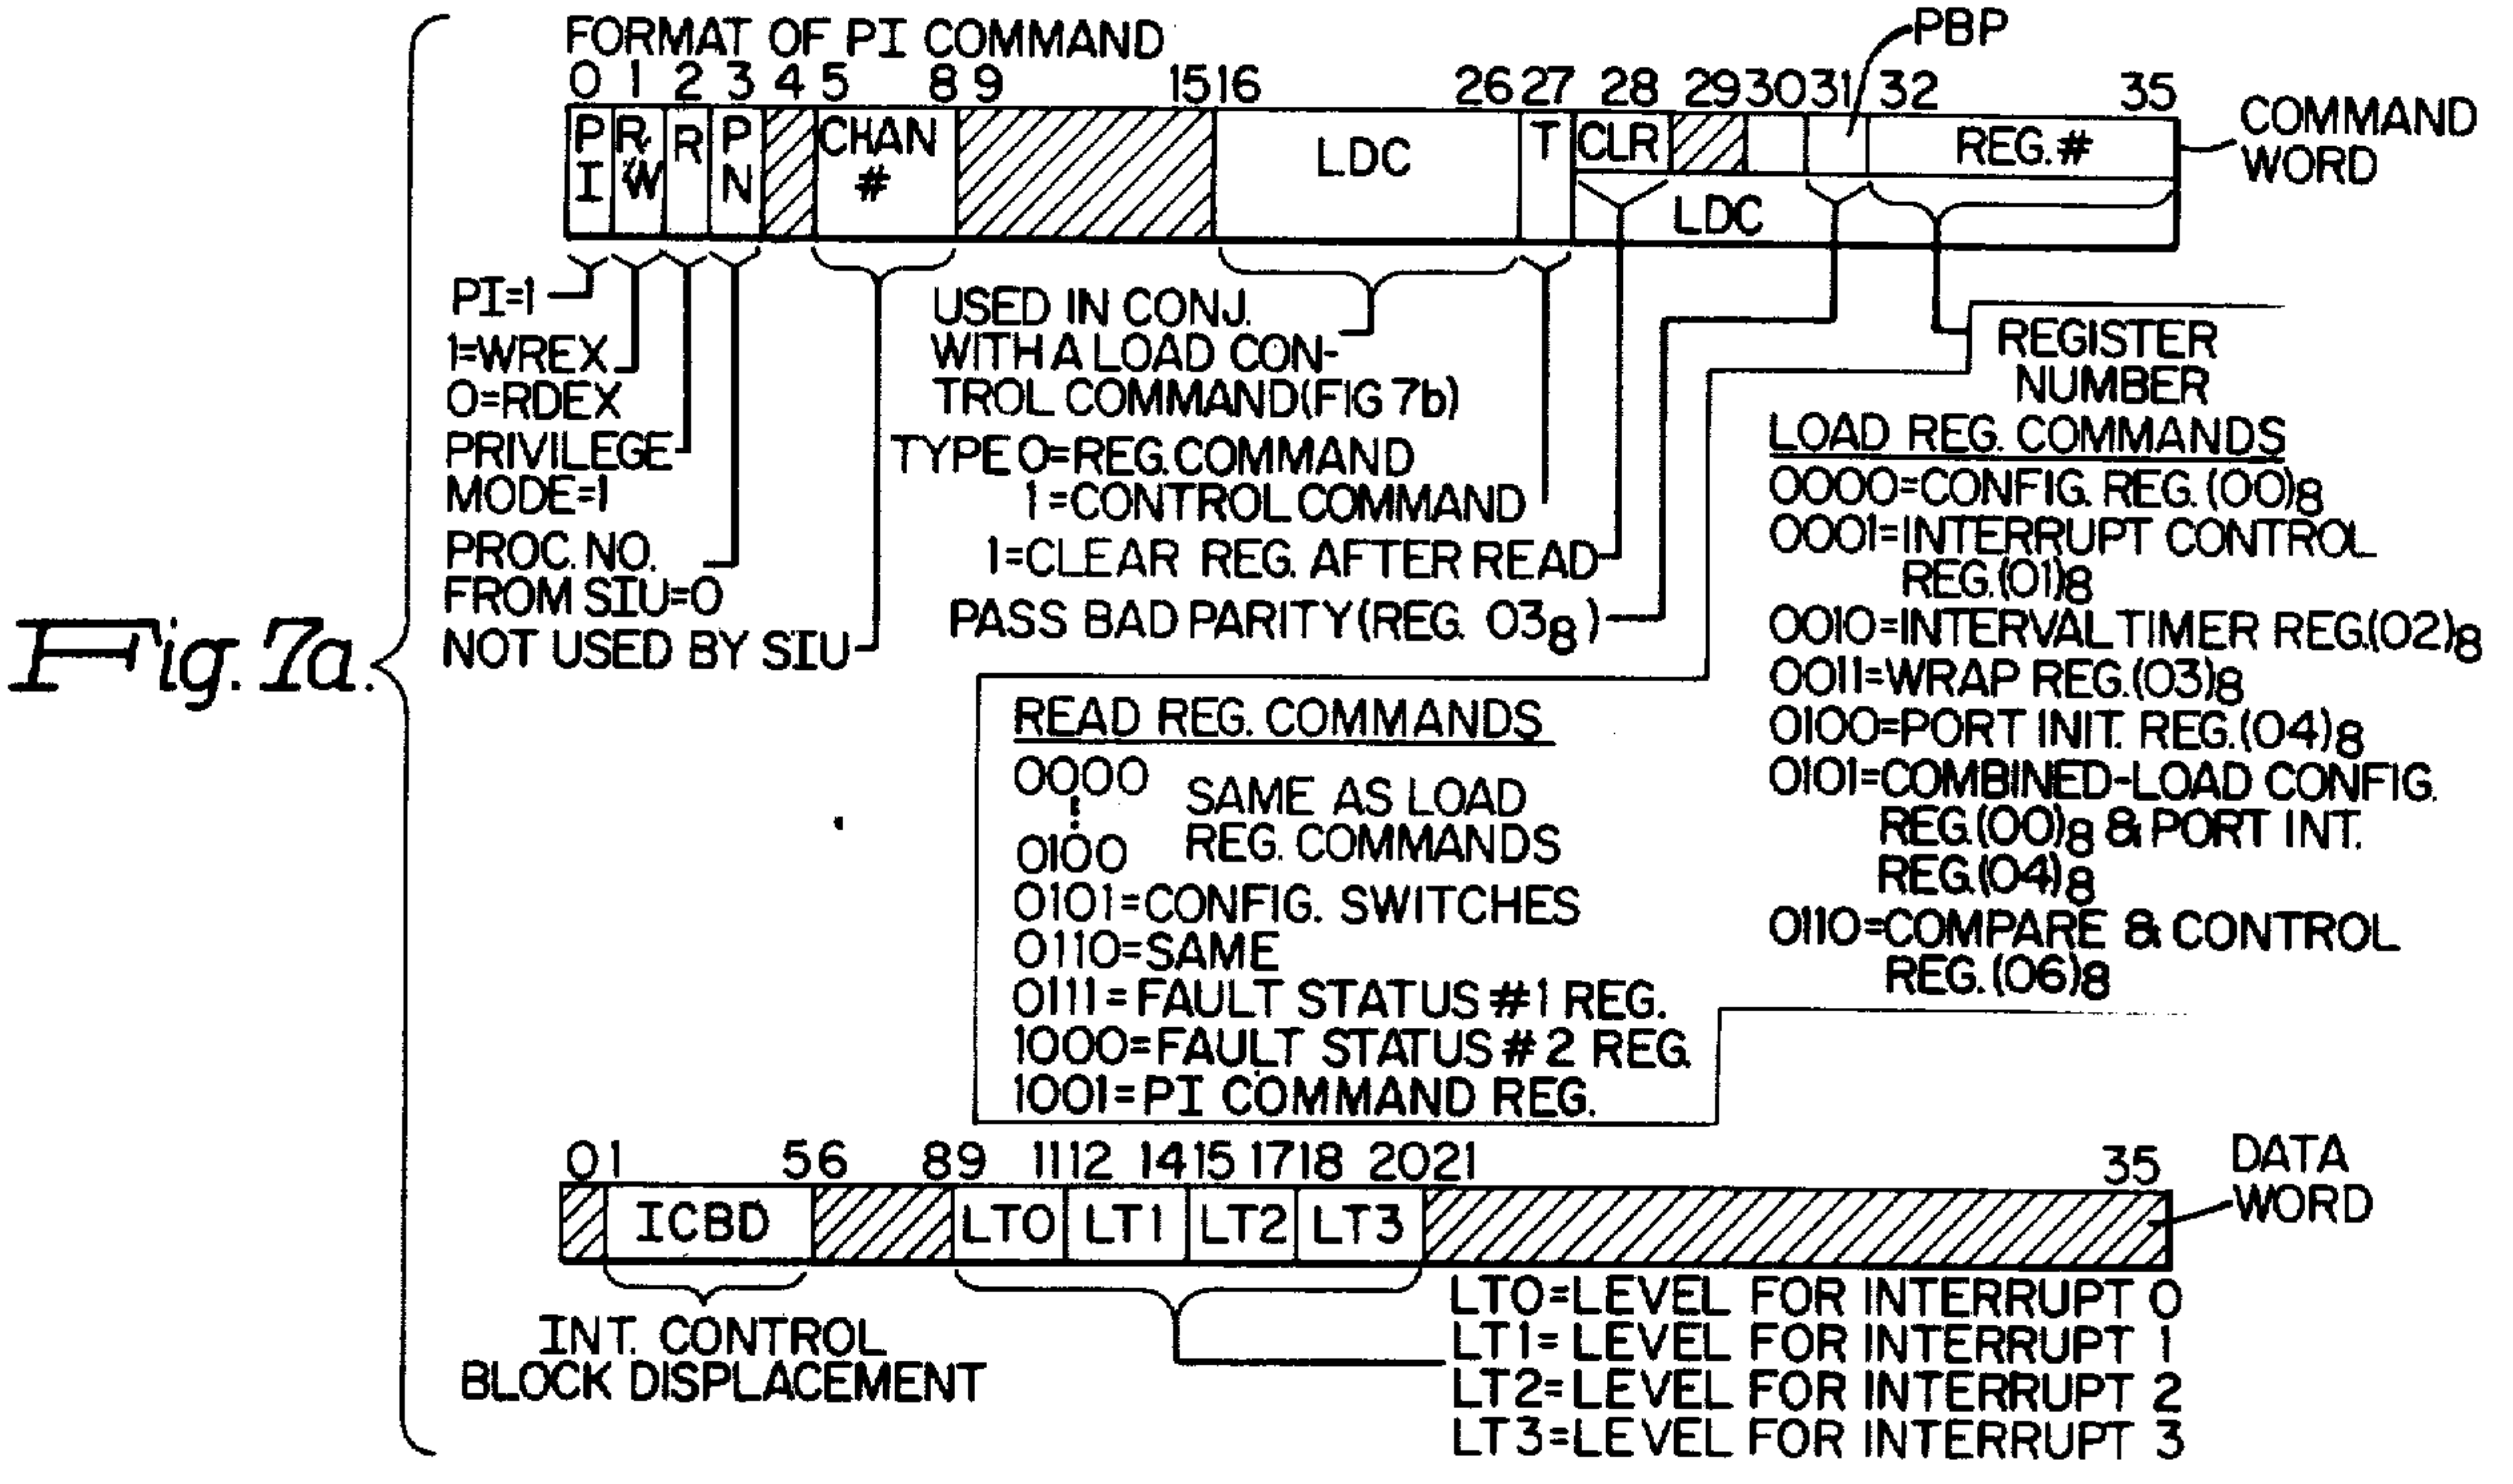 FORMAT OF PI COMMAND
PBP
0 1 2 3 4 5 8 9 15 16 26 27 28 29 30 31 32 35
PI
R/W
R
PN
CHAN #
LDC
T
CLR
REG. #
COMMAND WORD
LDC
PI=1
1=WREX
0=RDEX
PRIVILEGE
MODE=1
PROC. NO.
FROM SIU=0
NOT USED BY SIU
USED IN CONJ.
WITH A LOAD CON-
TROL COMMAND(FIG 7b)
TYPE 0=REG. COMMAND
1=CONTROL COMMAND
1=CLEAR REG. AFTER READ
PASS BAD PARITY(REG. 03₈)
REGISTER
NUMBER
LOAD REG. COMMANDS
0000=CONFIG. REG.(00)₈
0001=INTERRUPT CONTROL
REG.(01)₈
0010=INTERVAL TIMER REG.(02)₈
0011=WRAP REG.(03)₈
0100=PORT INIT. REG.(04)₈
0101=COMBINED-LOAD CONFIG.
REG.(00)₈ & PORT INT.
REG.(04)₈
0110=COMPARE & CONTROL
REG.(06)₈
Fig. 7a.
READ REG. COMMANDS
0000
SAME AS LOAD
REG. COMMANDS
0100
0101=CONFIG. SWITCHES
0110=SAME
0111=FAULT STATUS #1 REG.
1000=FAULT STATUS #2 REG.
1001=PI COMMAND REG.
0 1 5 6 8 9 11 12 14 15 17 18 20 21 35
DATA
WORD
ICBD
LT0
LT1
LT2
LT3
INT. CONTROL
BLOCK DISPLACEMENT
LT0=LEVEL FOR INTERRUPT 0
LT1=LEVEL FOR INTERRUPT 1
LT2=LEVEL FOR INTERRUPT 2
LT3=LEVEL FOR INTERRUPT 3